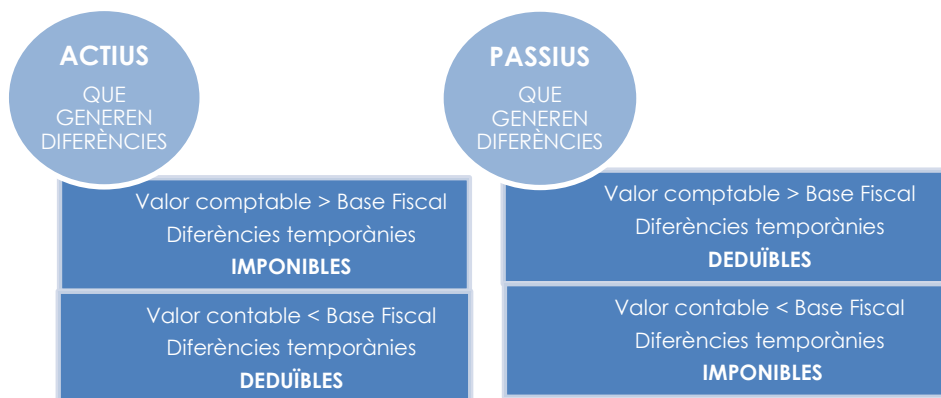 ACTIUS
QUE
GENEREN
DIFERÈNCIES
Valor comptable > Base Fiscal
Diferències temporànies
IMPONIBLES
Valor contable < Base Fiscal
Diferències temporànies
DEDUÏBLES
PASSIUS
QUE
GENEREN
DIFERÈNCIES
Valor comptable > Base Fiscal
Diferències temporànies
DEDUÏBLES
Valor contable < Base Fiscal
Diferències temporànies
IMPONIBLES